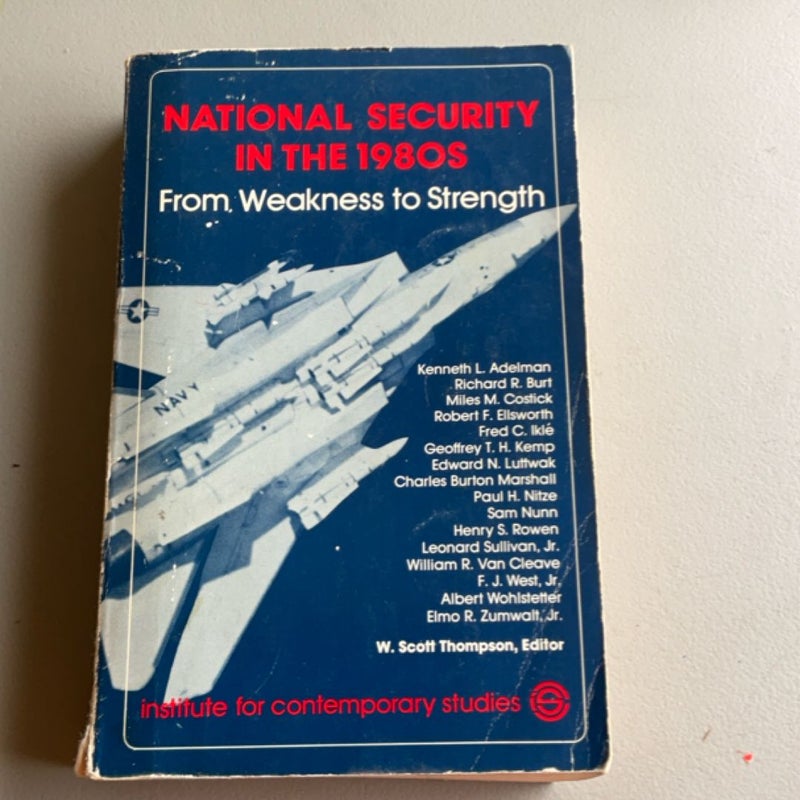 NATIONAL SECURITY
IN THE 1980S
From Weakness to Strength
NAVY
Kenneth L. Adelman
Richard R. Burt
Miles M. Costick
Robert F. Ellsworth
Fred C. Iklé
Geoffrey T. H. Kemp
Edward N. Luttwak
Charles Burton Marshall
Paul H. Nitze
Sam Nunn
Henry S. Rowen
Leonard Sullivan, Jr.
William R. Van Cleave
F. J. West, Jr.
Albert Wohlstetter
Elmo R. Zumwalt, Jr.
W. Scott Thompson, Editor
institute for contemporary studies